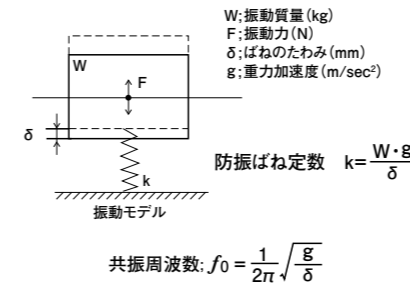 W;振動質量(kg)
F;振動力(N)
δ;ばねのたわみ(mm)
g;重力加速度(m/sec²)
W
F
δ
k
防振ばね定数 k=W・g/δ
振動モデル
共振周波数;f₀=1/2π√g/δ